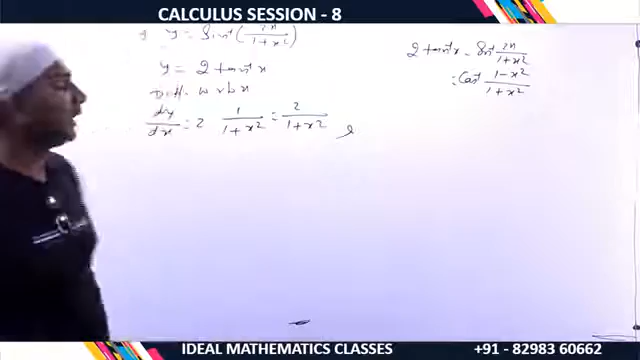 CALCULUS SESSION - 8
y = Sin⁻¹(2x/1+x²)
y = 2 tan⁻¹ x
Diff. w r t x
dy/dx = 2 1/1+x² = 2/1+x²
2 tan⁻¹x = Sin⁻¹ 2x/1+x²
= Cos⁻¹ 1-x²/1+x²
IDEAL MATHEMATICS CLASSES +91 - 82983 60662